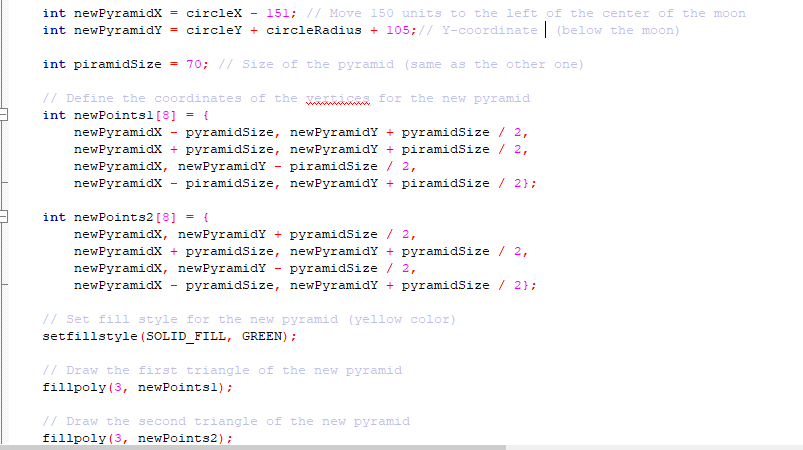 int newPyramidX = circleX - 151; // Move 150 units to the left of the center of the moon
int newPyramidY = circleY + circleRadius + 105;// Y-coordinate  (below the moon)
int piramidSize = 70; // Size of the pyramid (same as the other one)
// Define the coordinates of the vertices for the new pyramid
int newPoints1[8] = {
newPyramidX - pyramidSize, newPyramidY + pyramidSize / 2,
newPyramidX + pyramidSize, newPyramidY + piramidSize / 2,
newPyramidX, newPyramidY - piramidSize / 2,
newPyramidX - piramidSize, newPyramidY + piramidSize / 2};
int newPoints2[8] = {
newPyramidX, newPyramidY + pyramidSize / 2,
newPyramidX + pyramidSize, newPyramidY + pyramidSize / 2,
newPyramidX, newPyramidY - pyramidSize / 2,
newPyramidX - pyramidSize, newPyramidY + pyramidSize / 2};
// Set fill style for the new pyramid (yellow color)
setfillstyle(SOLID_FILL, GREEN);
// Draw the first triangle of the new pyramid
fillpoly(3, newPoints1);
// Draw the second triangle of the new pyramid
fillpoly(3, newPoints2);